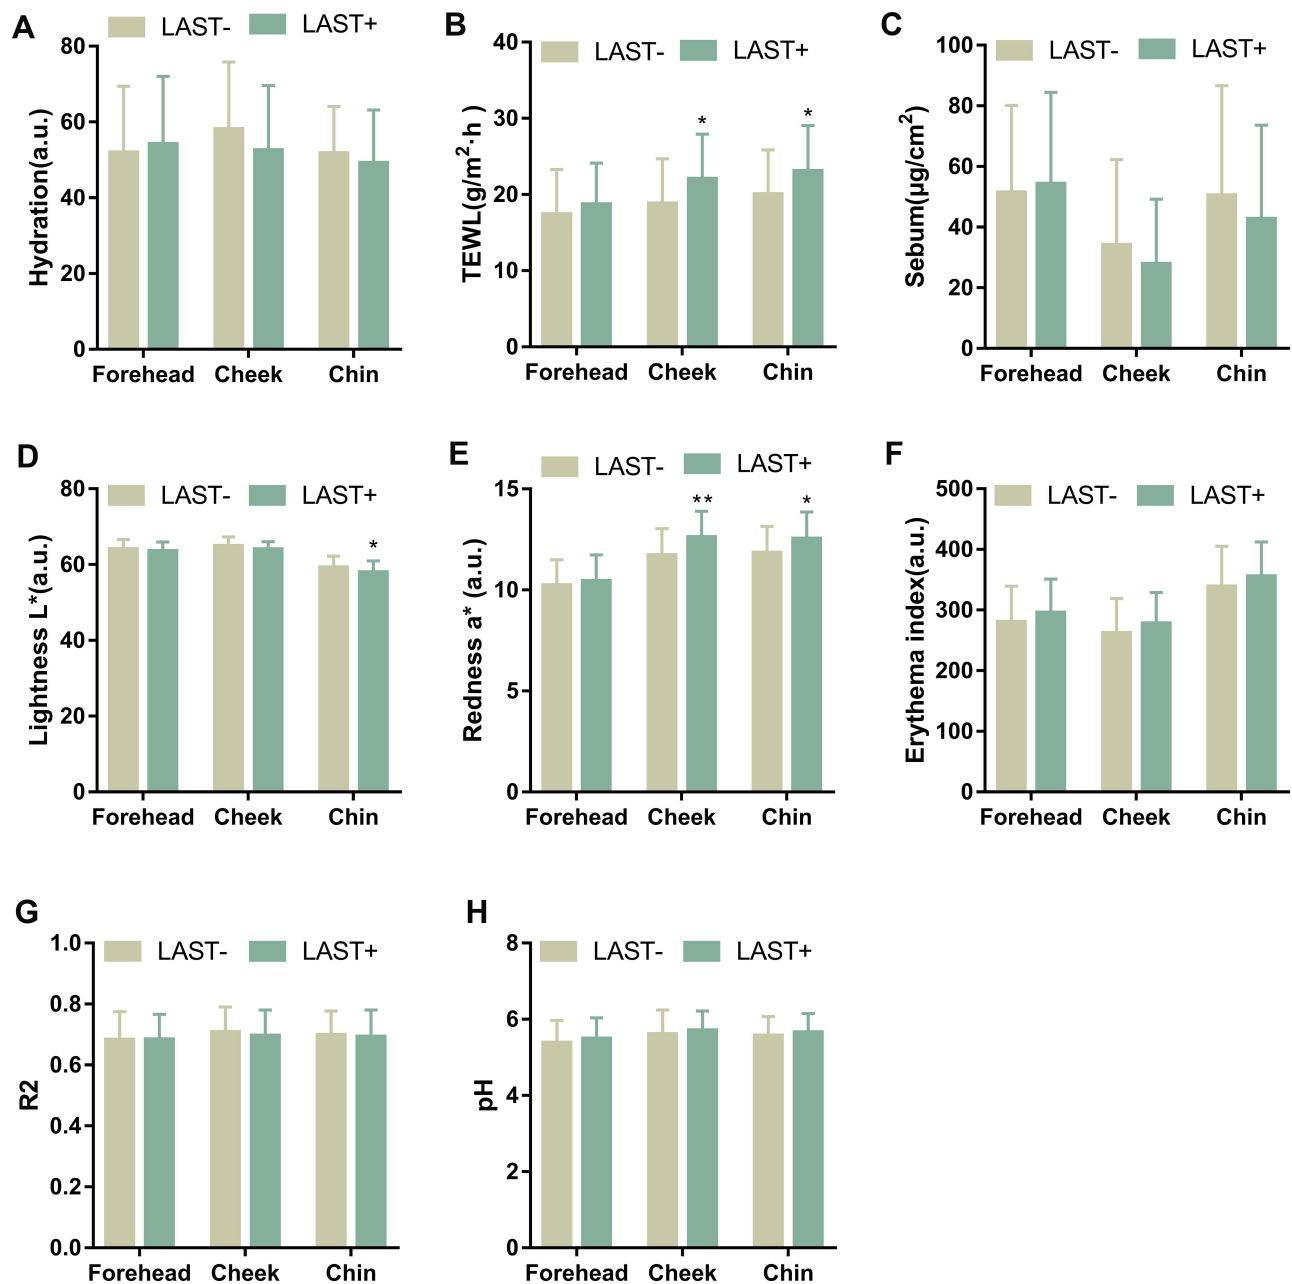 A
LAST- LAST+
Hydration(a.u.)
80
60
40
20
0
Forehead Cheek Chin
B
LAST- LAST+
TEWL(g/m²·h )
40
30
20
10
0
* *
Forehead Cheek Chin
C
LAST- LAST+
Sebum(μg/cm²)
100
80
60
40
20
0
Forehead Cheek Chin
D
LAST- LAST+
Lightness L*(a.u.)
80
60
40
20
0
*
Forehead Cheek Chin
E
LAST- LAST+
Redness a* (a.u.)
15
10
5
0
** *
Forehead Cheek Chin
F
LAST- LAST+
Erythema index(a.u.)
500
400
300
200
100
0
Forehead Cheek Chin
G
LAST- LAST+
R2
1.0
0.8
0.6
0.4
0.2
0.0
Forehead Cheek Chin
H
LAST- LAST+
pH
8
6
4
2
0
Forehead Cheek Chin